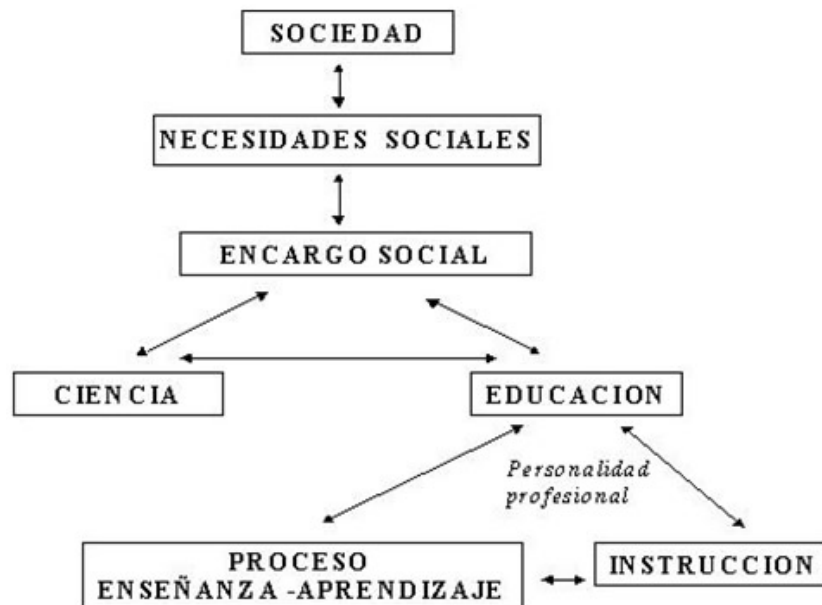 SOCIEDAD
NECESIDADES SOCIALES
ENCARGO SOCIAL
CIENCIA
EDUCACION
Personalidad
profesional
PROCESO
ENSEÑANZA -APRENDIZAJE
INSTRUCCION